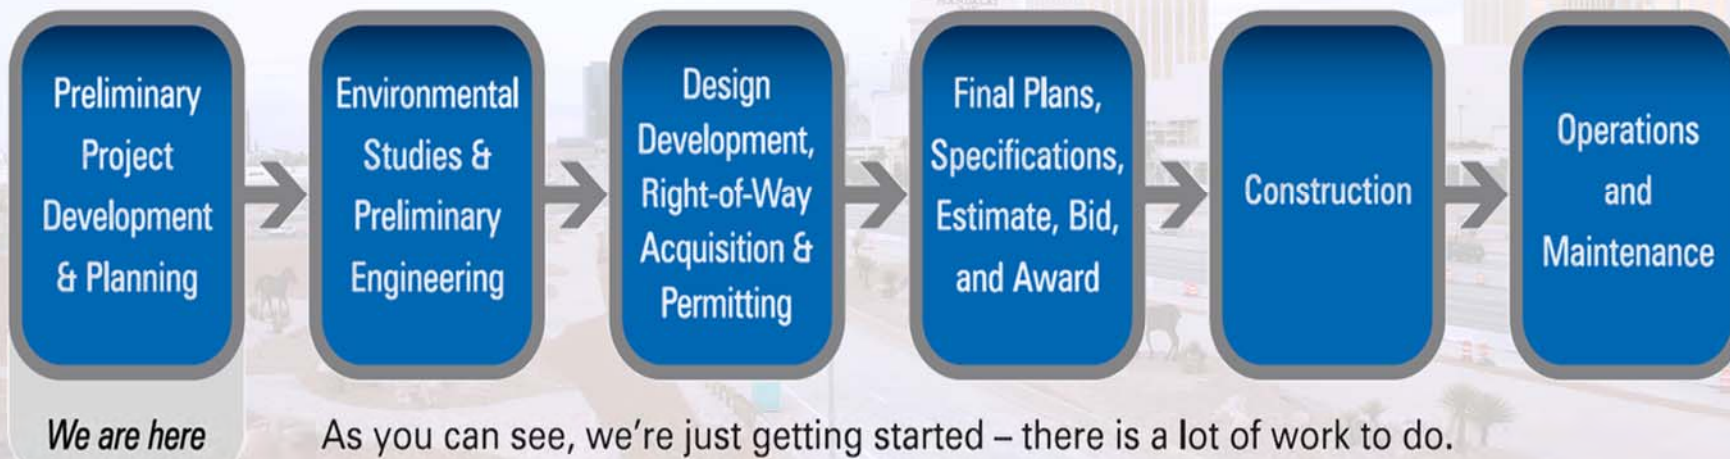 Preliminary
Project
Development
& Planning
Environmental
Studies &
Preliminary
Engineering
Design
Development,
Right-of-Way
Acquisition &
Permitting
Final Plans,
Specifications,
Estimate, Bid,
and Award
Construction
Operations
and
Maintenance
We are here
As you can see, we're just getting started – there is a lot of work to do.